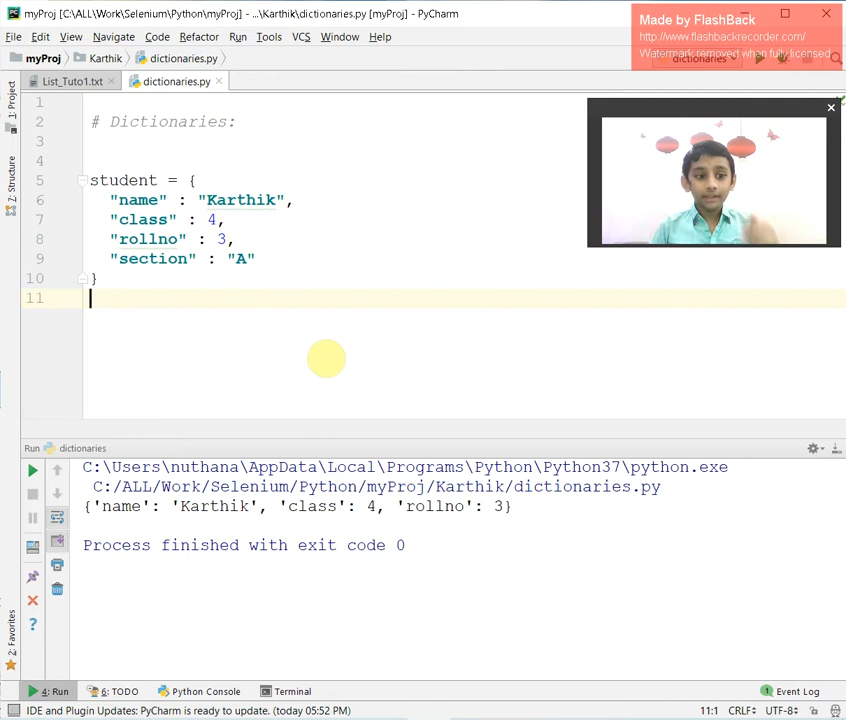 myProj [C:\ALL\Work\Selenium\Python\myProj] - ...\Karthik\dictionaries.py [myProj] - PyCharm
Made by FlashBack
http://www.flashbackrecorder.com/
Watermark removed when fully licensed
File Edit View Navigate Code Refactor Run Tools VCS Window Help
myProj Karthik dictionaries.py
dictionaries
List_Tuto1.txt dictionaries.py
1: Project
Z: Structure
2: Favorites
1
2 # Dictionaries:
3
4
5 student = {
6 "name" : "Karthik",
7 "class" : 4,
8 "rollno" : 3,
9 "section" : "A"
10 }
11
Run dictionaries
C:\Users\nuthana\AppData\Local\Programs\Python\Python37\python.exe
C:/ALL/Work/Selenium/Python/myProj/Karthik/dictionaries.py
{'name': 'Karthik', 'class': 4, 'rollno': 3}
Process finished with exit code 0
4: Run 6: TODO Python Console Terminal 1 Event Log
IDE and Plugin Updates: PyCharm is ready to update. (today 05:52 PM) 11:1 CRLF UTF-8